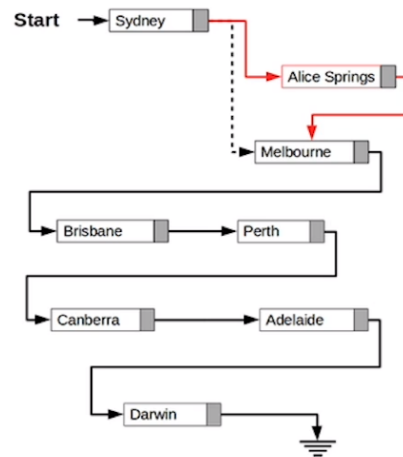 Start
Sydney
Alice Springs
Melbourne
Brisbane
Perth
Canberra
Adelaide
Darwin